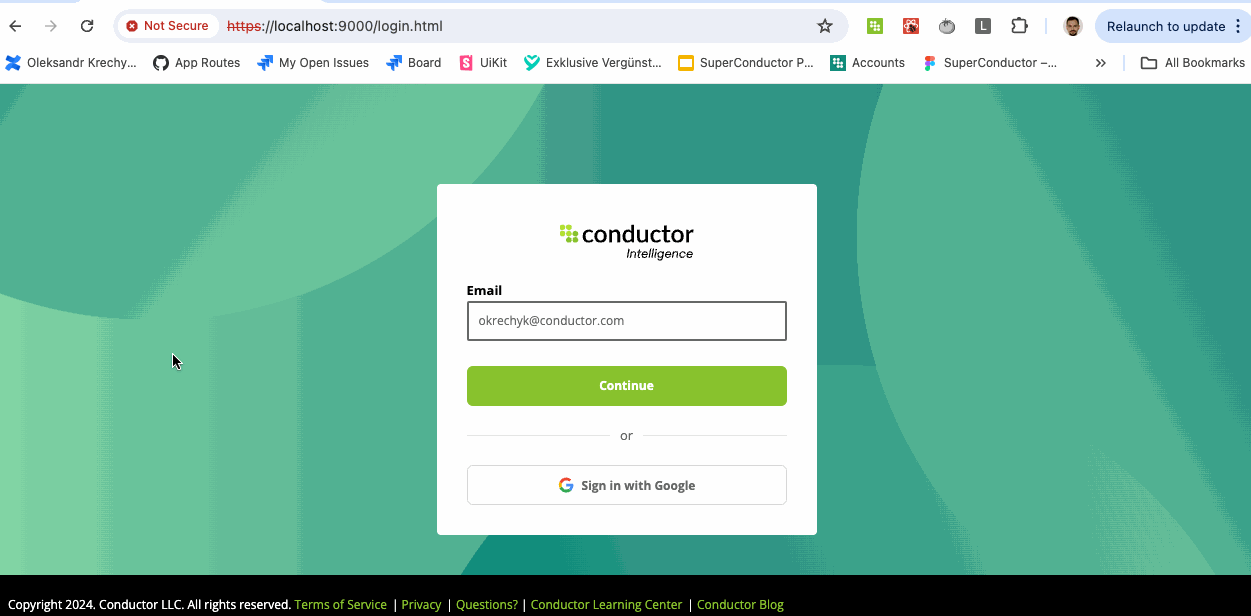 Not Secure https://localhost:9000/login.html L Relaunch to update
Oleksandr Krechy... App Routes My Open Issues Board S UiKit Exklusive Vergünst... SuperConductor P... Accounts SuperConductor –... » All Bookmarks
conductor
Intelligence
Email
okrechyk@conductor.com
Continue
or
Sign in with Google
Copyright 2024. Conductor LLC. All rights reserved. Terms of Service | Privacy | Questions? | Conductor Learning Center | Conductor Blog